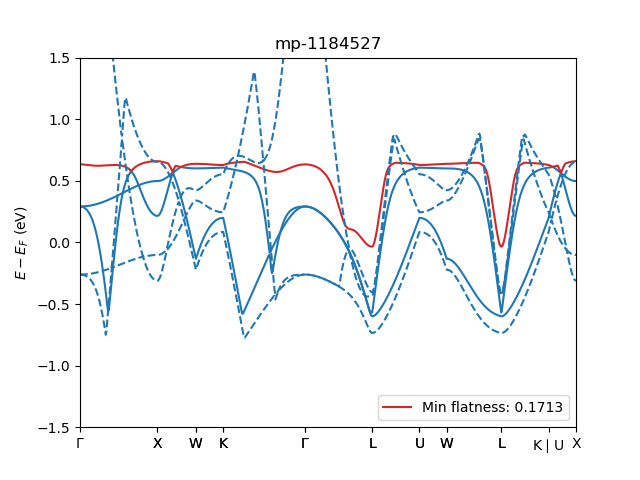 mp-1184527
E − E_F (eV)
1.5
1.0
0.5
0.0
−0.5
−1.0
−1.5
Min flatness: 0.1713
Γ X W K Γ L U W L K | U X